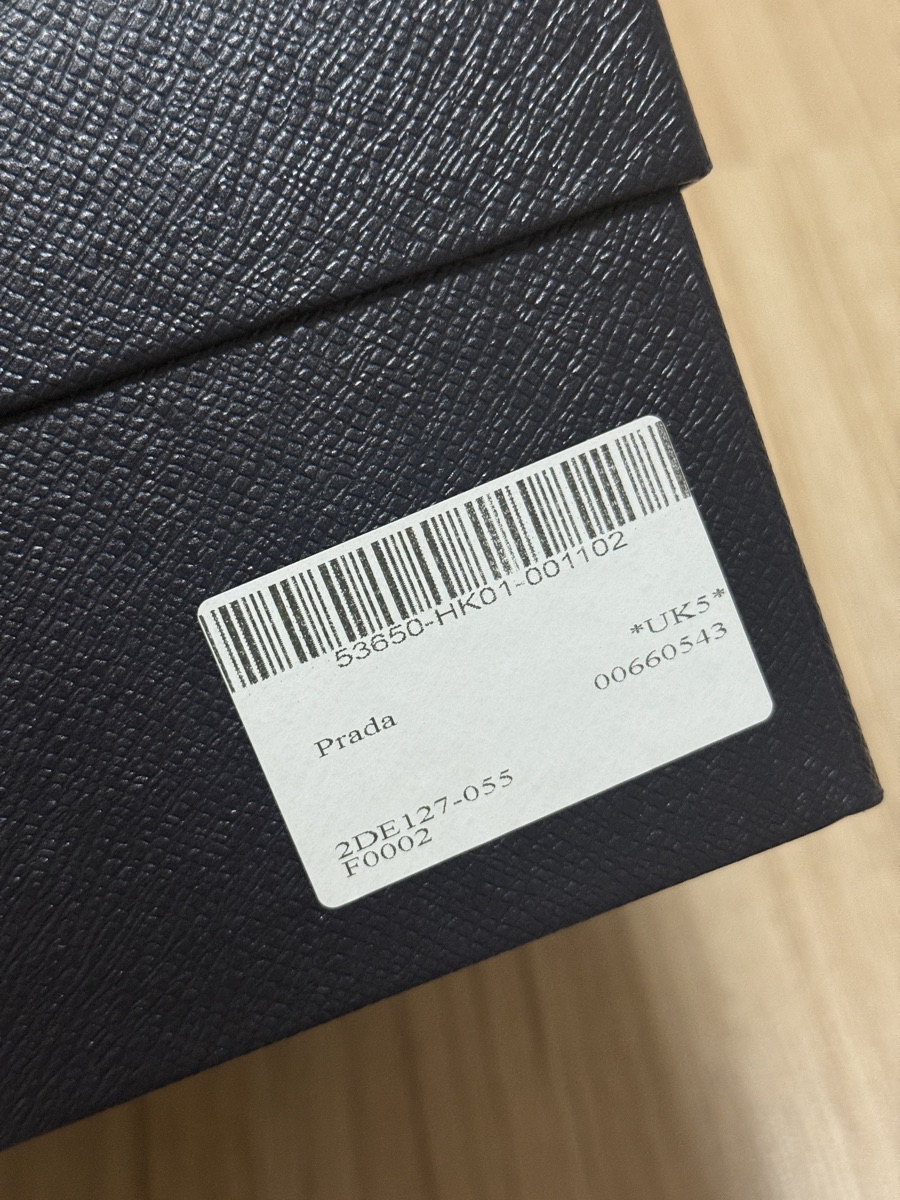 53650-HK01-001102
*UK5*
00660543
Prada
2DE127-055
F0002